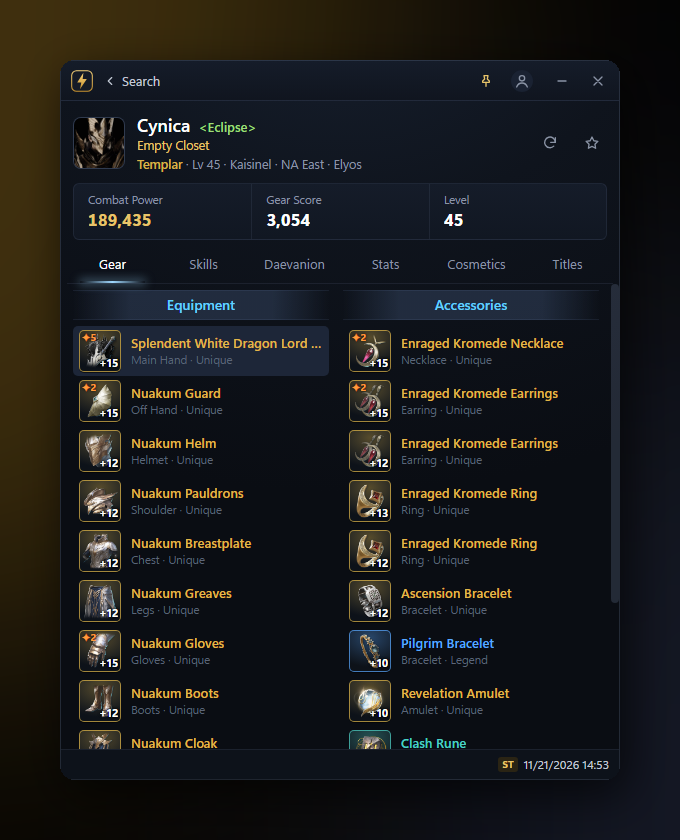 Search
Cynica <Eclipse>
Empty Closet
Templar · Lv 45 · Kaisinel · NA East · Elyos
Combat Power
189,435
Gear Score
3,054
Level
45
Gear
Skills
Daevanion
Stats
Cosmetics
Titles
Equipment
5
+15
Splendent White Dragon Lord ...
Main Hand · Unique
2
+15
Nuakum Guard
Off Hand · Unique
+12
Nuakum Helm
Helmet · Unique
+12
Nuakum Pauldrons
Shoulder · Unique
+12
Nuakum Breastplate
Chest · Unique
+12
Nuakum Greaves
Legs · Unique
2
+15
Nuakum Gloves
Gloves · Unique
+12
Nuakum Boots
Boots · Unique
Nuakum Cloak
Accessories
2
+15
Enraged Kromede Necklace
Necklace · Unique
2
+15
Enraged Kromede Earrings
Earring · Unique
+12
Enraged Kromede Earrings
Earring · Unique
+13
Enraged Kromede Ring
Ring · Unique
+12
Enraged Kromede Ring
Ring · Unique
+12
Ascension Bracelet
Bracelet · Unique
+10
Pilgrim Bracelet
Bracelet · Legend
+10
Revelation Amulet
Amulet · Unique
Clash Rune
ST 11/21/2026 14:53